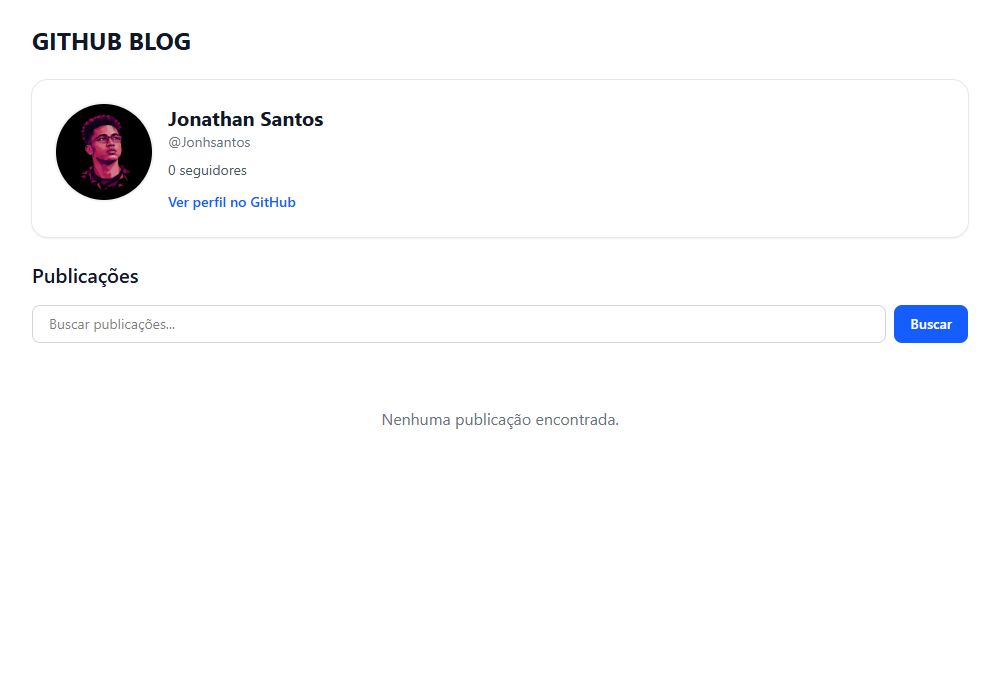 GITHUB BLOG
Jonathan Santos
@Jonhsantos
0 seguidores
Ver perfil no GitHub
Publicações
Buscar publicações...
Buscar
Nenhuma publicação encontrada.